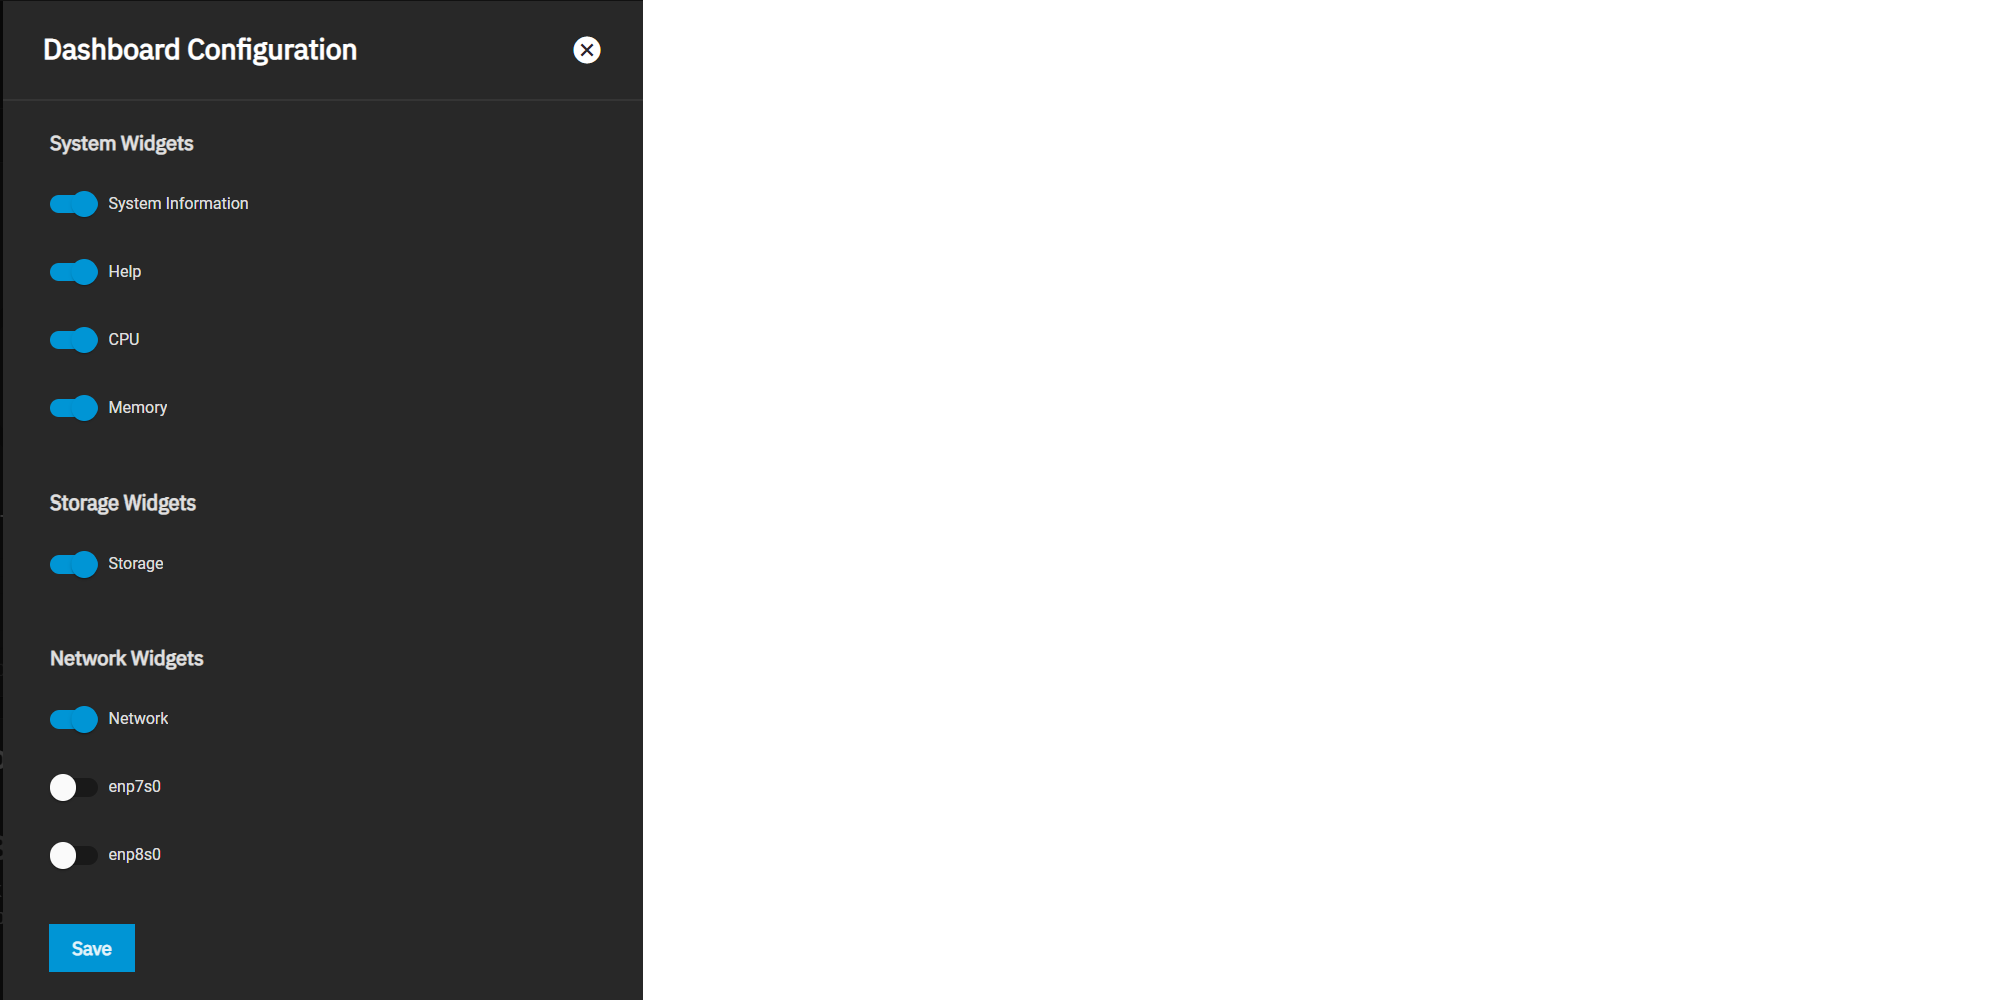 Dashboard Configuration
System Widgets
System Information
Help
CPU
Memory
Storage Widgets
Storage
Network Widgets
Network
enp7s0
enp8s0
Save